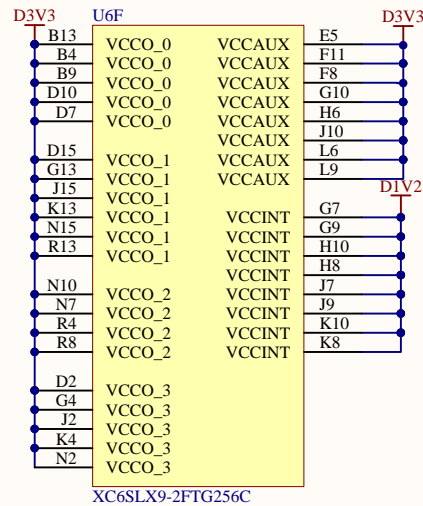 D3V3 U6F D3V3
B13 VCCO_0 VCCAUX E5
B4 VCCO_0 VCCAUX F11
B9 VCCO_0 VCCAUX F8
D10 VCCO_0 VCCAUX G10
D7 VCCO_0 VCCAUX H6
VCCAUX J10
D15 VCCO_1 VCCAUX L6
G13 VCCO_1 VCCAUX L9
J15 VCCO_1 D1V2
K13 VCCO_1 VCCINT G7
N15 VCCO_1 VCCINT G9
R13 VCCO_1 VCCINT H10
VCCINT H8
N10 VCCO_2 VCCINT J7
N7 VCCO_2 VCCINT J9
R4 VCCO_2 VCCINT K10
R8 VCCO_2 VCCINT K8
D2 VCCO_3
G4 VCCO_3
J2 VCCO_3
K4 VCCO_3
N2 VCCO_3
XC6SLX9-2FTG256C